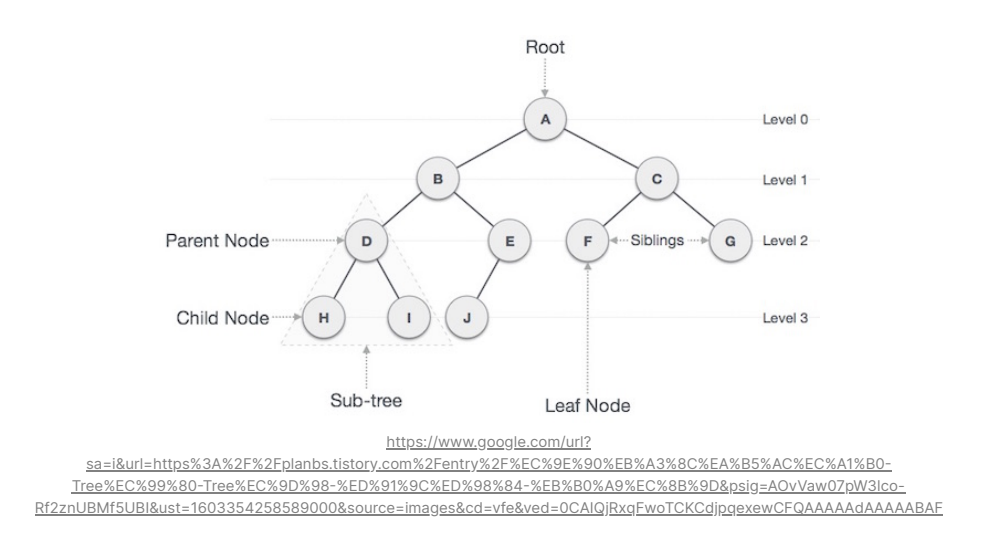 Root
A
Level 0
B
C
Level 1
Parent Node
D
E
F
Siblings
G
Level 2
Child Node
H
I
J
Level 3
Sub-tree
Leaf Node
https://www.google.com/url?
sa=i&url=https%3A%2F%2Fplanbs.tistory.com%2Fentry%2F%EC%9E%90%EB%A3%8C%EA%B5%AC%EC%A1%B0-
Tree%EC%99%80-Tree%EC%9D%98-%ED%91%9C%ED%98%84-%EB%B0%A9%EC%8B%9D&psig=AOvVaw07pW3lco-
Rf2znUBMf5UBI&ust=1603354258589000&source=images&cd=vfe&ved=0CAIQjRxqFwoTCKCdjpqexewCFQAAAAAdAAAAABAF